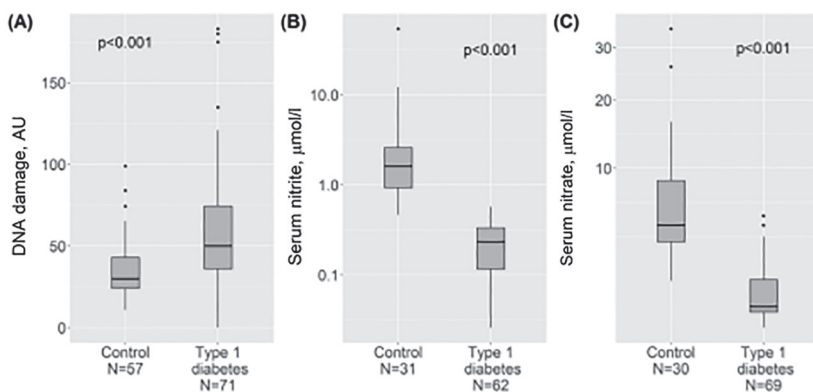 (A)
p<0.001
DNA damage, AU
150
100
50
0
Control
N=57
Type 1
diabetes
N=71
(B)
p<0.001
Serum nitrite, μmol/l
10.0
1.0
0.1
Control
N=31
Type 1
diabetes
N=62
(C)
p<0.001
Serum nitrate, μmol/l
30
20
10
Control
N=30
Type 1
diabetes
N=69